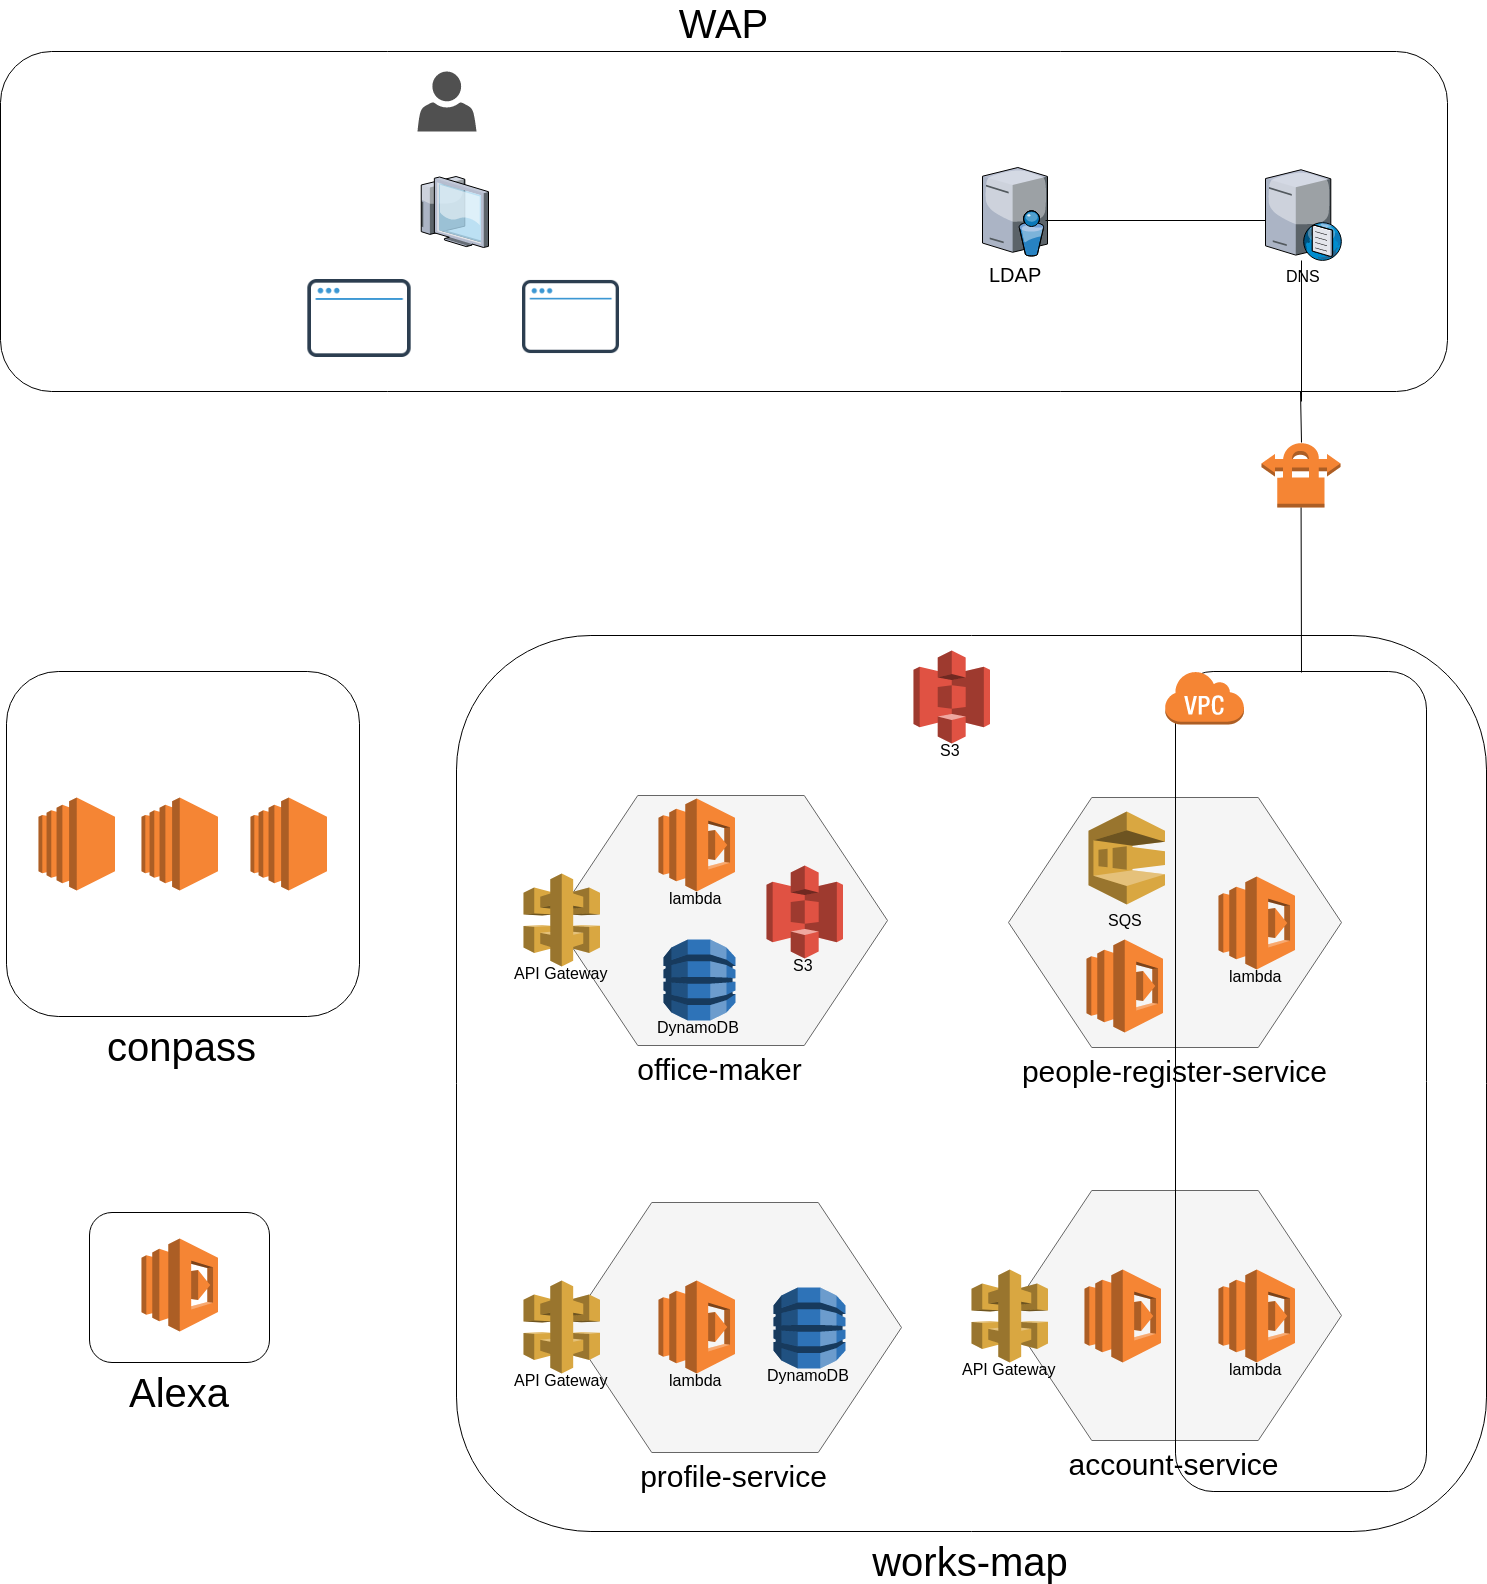 WAP
LDAP
DNS
VPC
S3
lambda
API Gateway
S3
DynamoDB
office-maker
SQS
lambda
people-register-service
conpass
Alexa
API Gateway
lambda
DynamoDB
profile-service
API Gateway
lambda
account-service
works-map